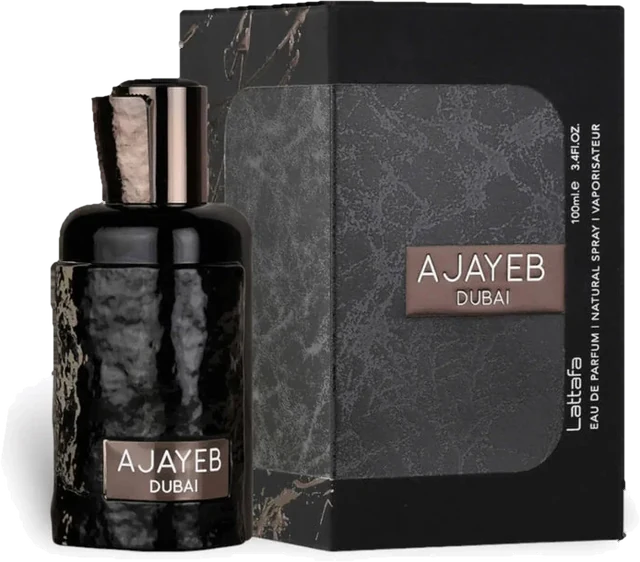 AJAYEB
DUBAI
AJAYEB
DUBAI
Lattafa
100ml.e 3.4Fl.OZ.
EAU DE PARFUM | NATURAL SPRAY | VAPORISATEUR